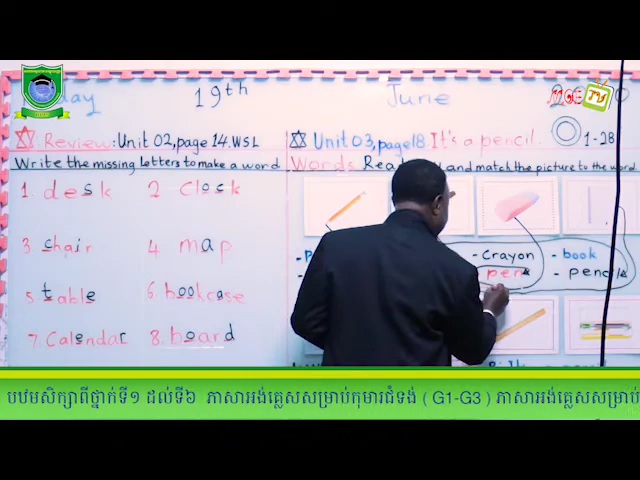 19th June
Review: Unit 02, page 14. WSL
Write the missing letters to make a word
1. desk 2 clock
3 chair 4 map
5 table 6. bookcase
7. Calendar 8. board
Unit 03, page 18. It's a pencil. 1-28
Words Read and match the picture to the word.
- Crayon - book
pen - pencil
MoE TV
បឋមសិក្សាពីថ្នាក់ទី១ ដល់ទី៦ ភាសាអង់គ្លេសសម្រាប់កុមារជំទង់ ( G1-G3 ) ភាសាអង់គ្លេសសម្រាប់